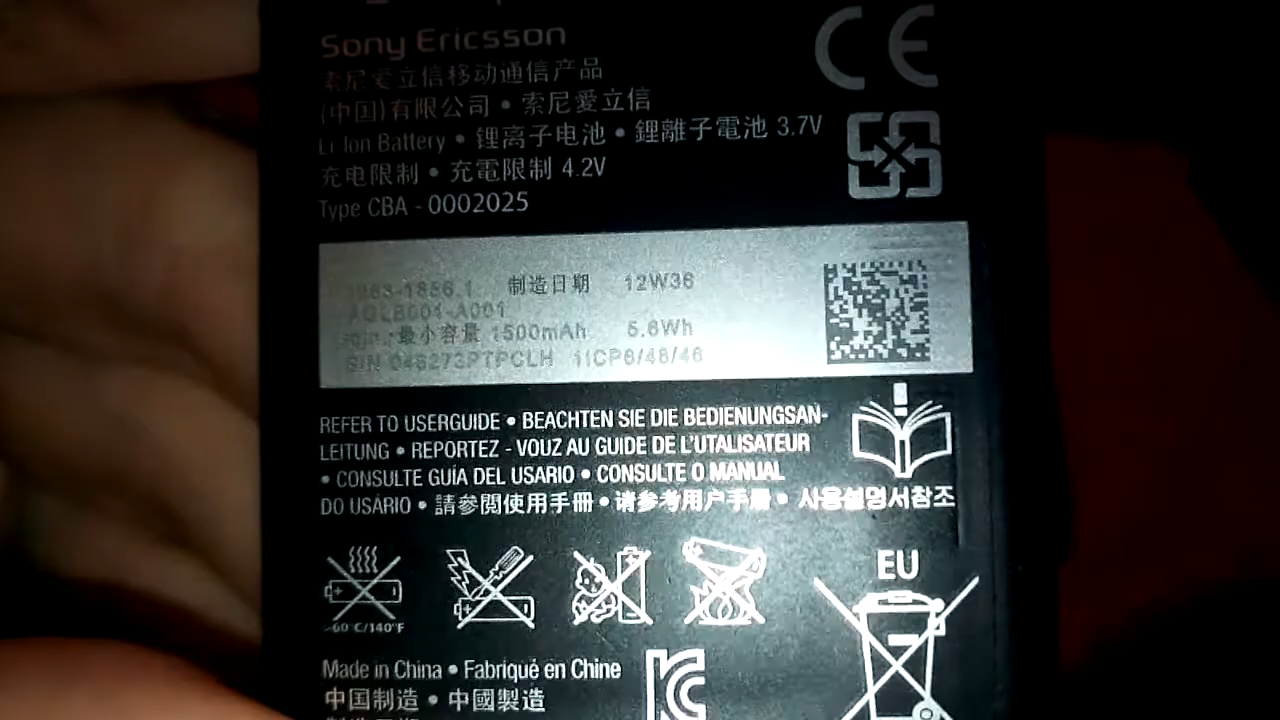 Sony Ericsson
索尼爱立信移动通信产品
(中国)有限公司 • 索尼爱立信
Li Ion Battery • 锂离子电池 • 鋰離子電池 3.7V
充电限制 • 充電限制 4.2V
Type CBA - 0002025
制造日期 12W36
最小容量 1500mAh 5.6Wh
S/N 046273PTPCLH
REFER TO USERGUIDE • BEACHTEN SIE DIE BEDIENUNGSAN-
LEITUNG • REPORTEZ - VOUZ AU GUIDE DE L'UTALISATEUR
• CONSULTE GUÍA DEL USARIO • CONSULTE O MANUAL
DO USÁRIO • 請參閱使用手冊 • 请参考用户手册 • 사용설명서참조
EU
60°C/140°F
Made in China • Fabriqué en Chine
中国制造 • 中國製造